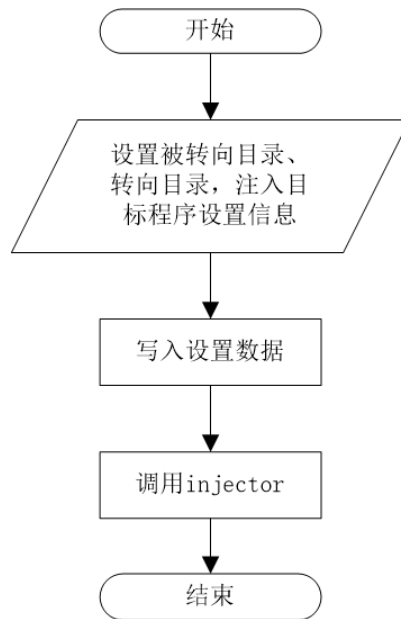 开始
设置被转向目录、
转向目录，注入目
标程序设置信息
写入设置数据
调用injector
结束